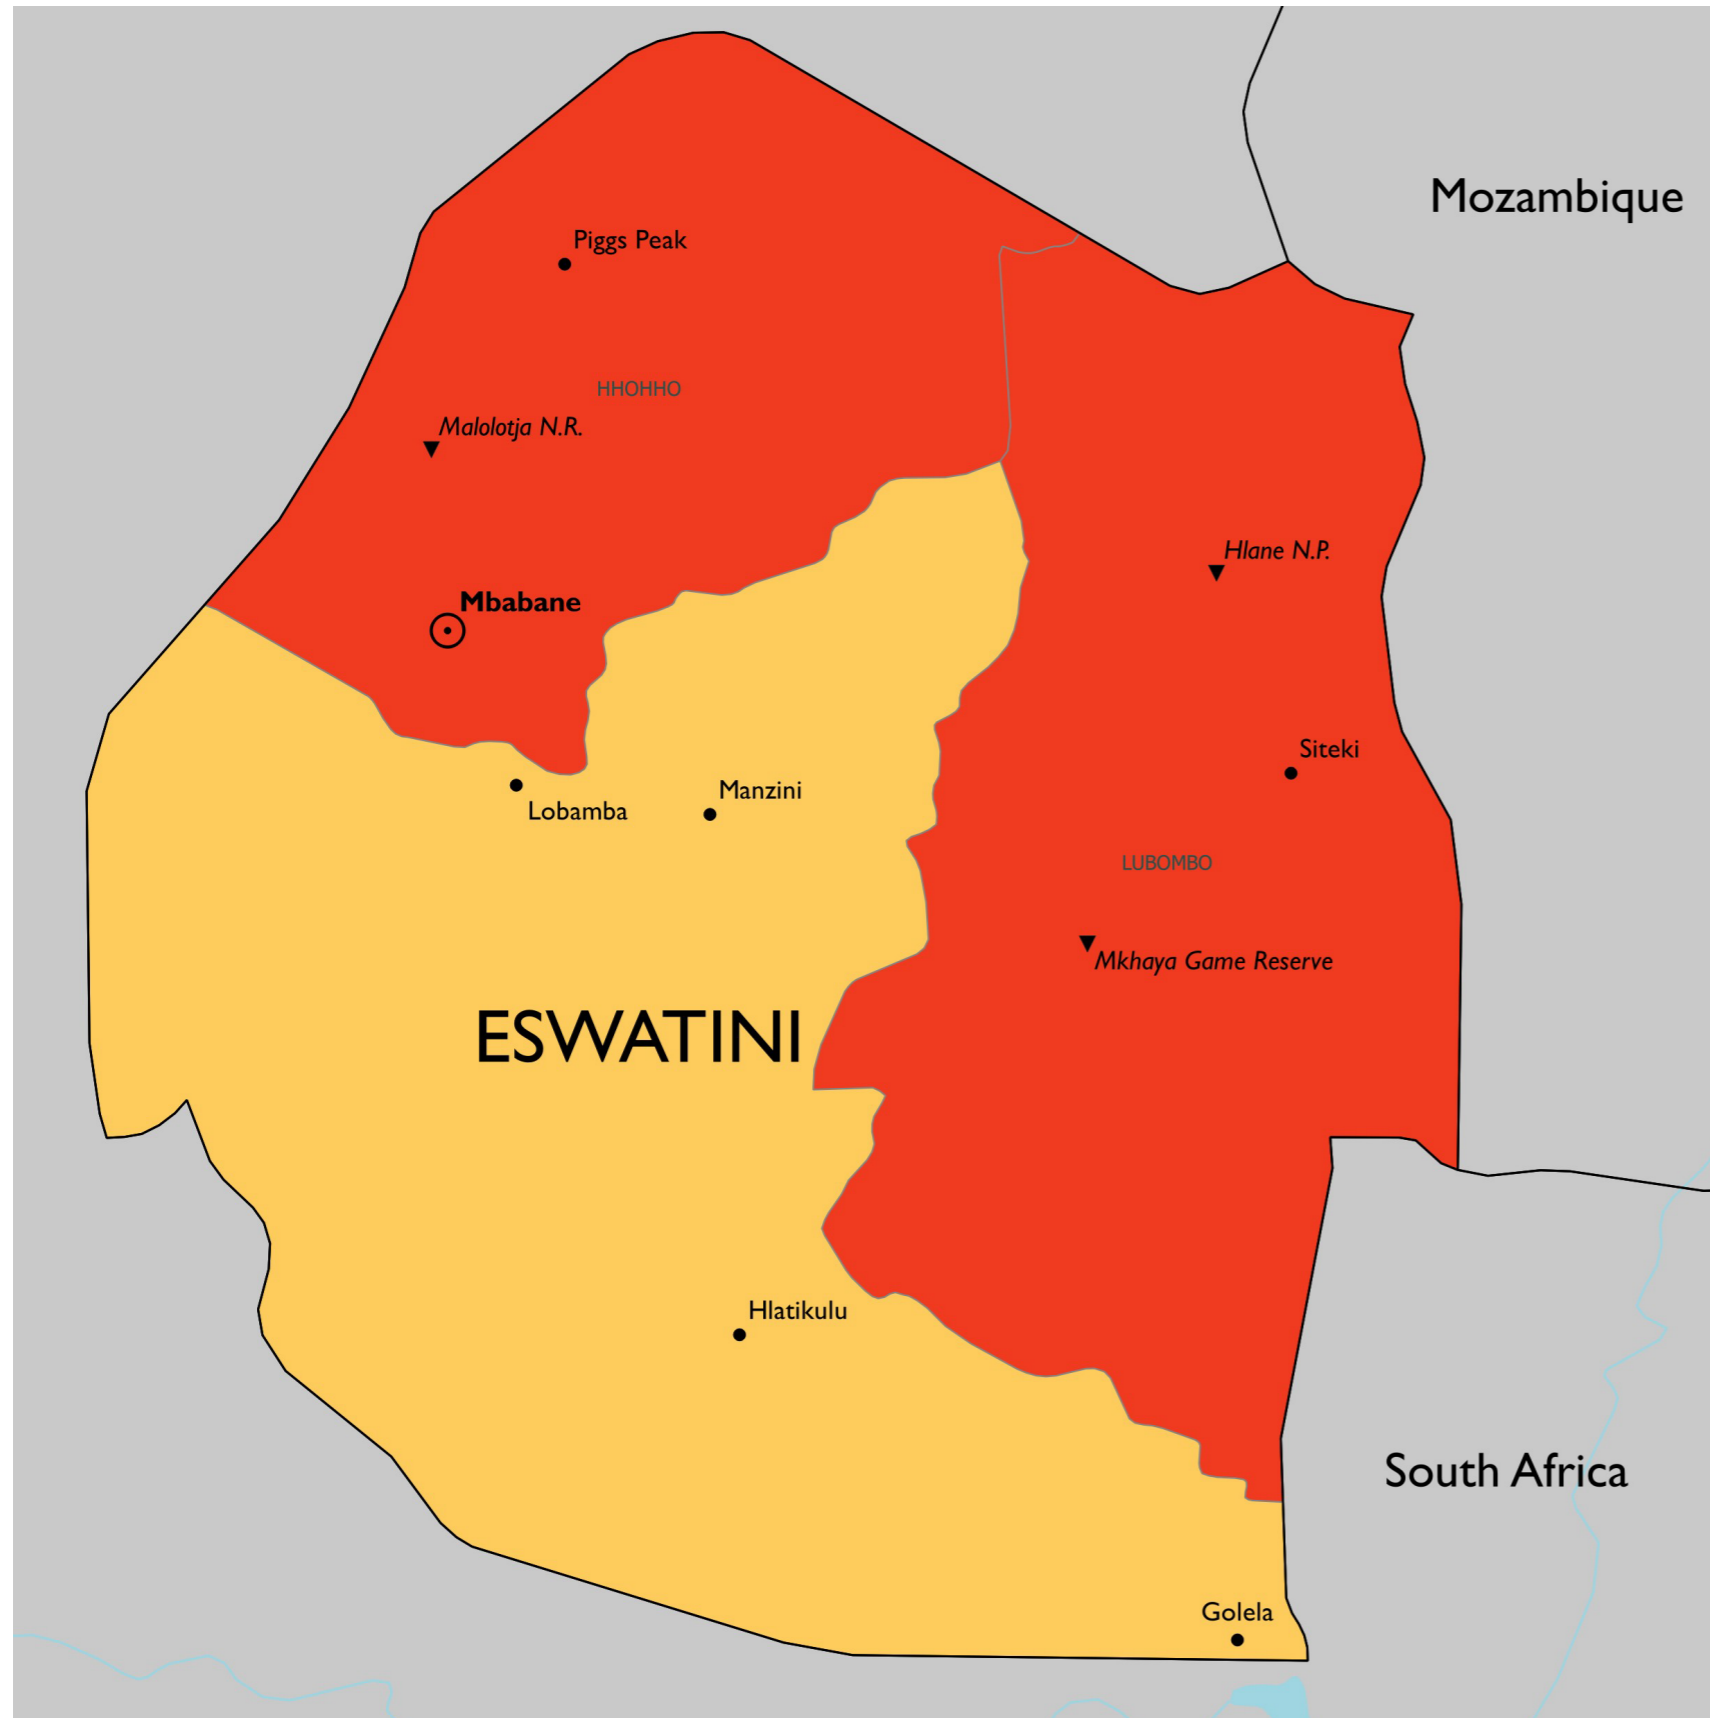 Mozambique
Piggs Peak
HHOHHO
Malolotja N.R.
Hlane N.P.
Mbabane
Siteki
Manzini
Lobamba
LUBOMBO
Mkhaya Game Reserve
ESWATINI
Hlatikulu
South Africa
Golela